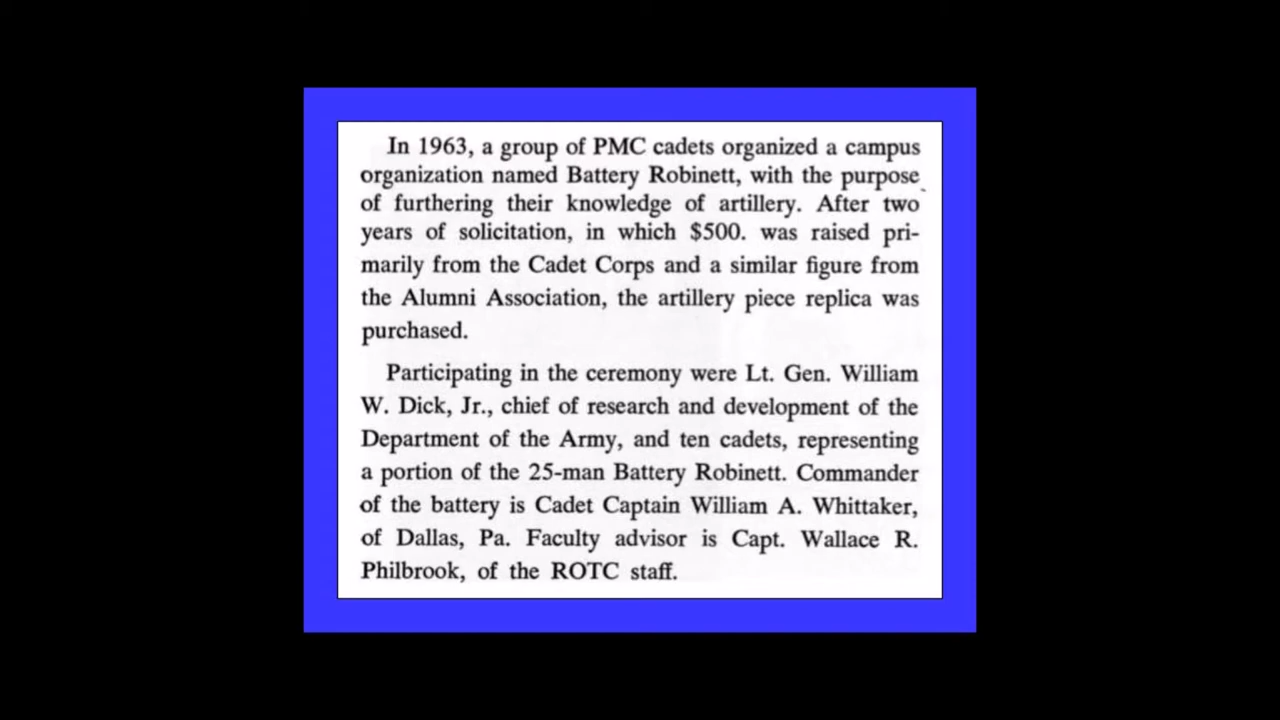 In 1963, a group of PMC cadets organized a campus
organization named Battery Robinett, with the purpose
of furthering their knowledge of artillery. After two
years of solicitation, in which $500. was raised pri-
marily from the Cadet Corps and a similar figure from
the Alumni Association, the artillery piece replica was
purchased.
Participating in the ceremony were Lt. Gen. William
W. Dick, Jr., chief of research and development of the
Department of the Army, and ten cadets, representing
a portion of the 25-man Battery Robinett. Commander
of the battery is Cadet Captain William A. Whittaker,
of Dallas, Pa. Faculty advisor is Capt. Wallace R.
Philbrook, of the ROTC staff.